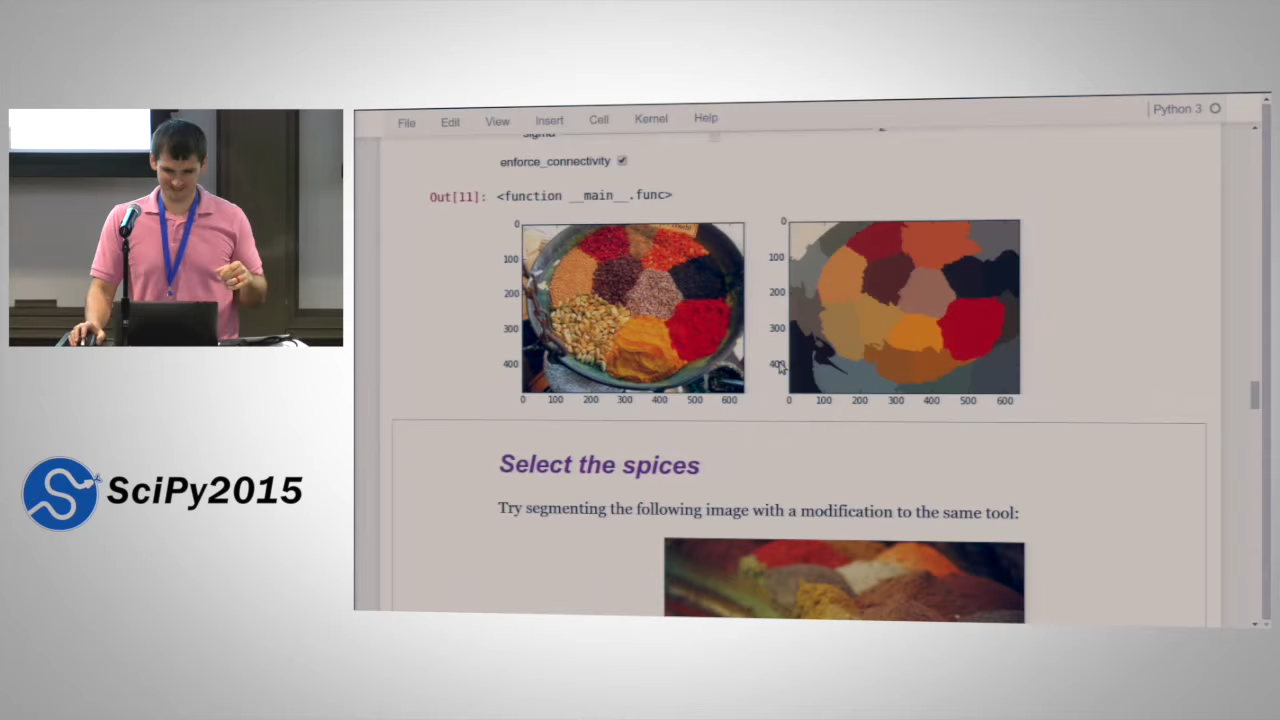 File Edit View Insert Cell Kernel Help
Python 3
sigma
enforce_connectivity
Out[11]: <function __main__.func>
0
100
200
300
400
0 100 200 300 400 500 600
0
100
200
300
400
0 100 200 300 400 500 600
Select the spices
Try segmenting the following image with a modification to the same tool:
SciPy2015